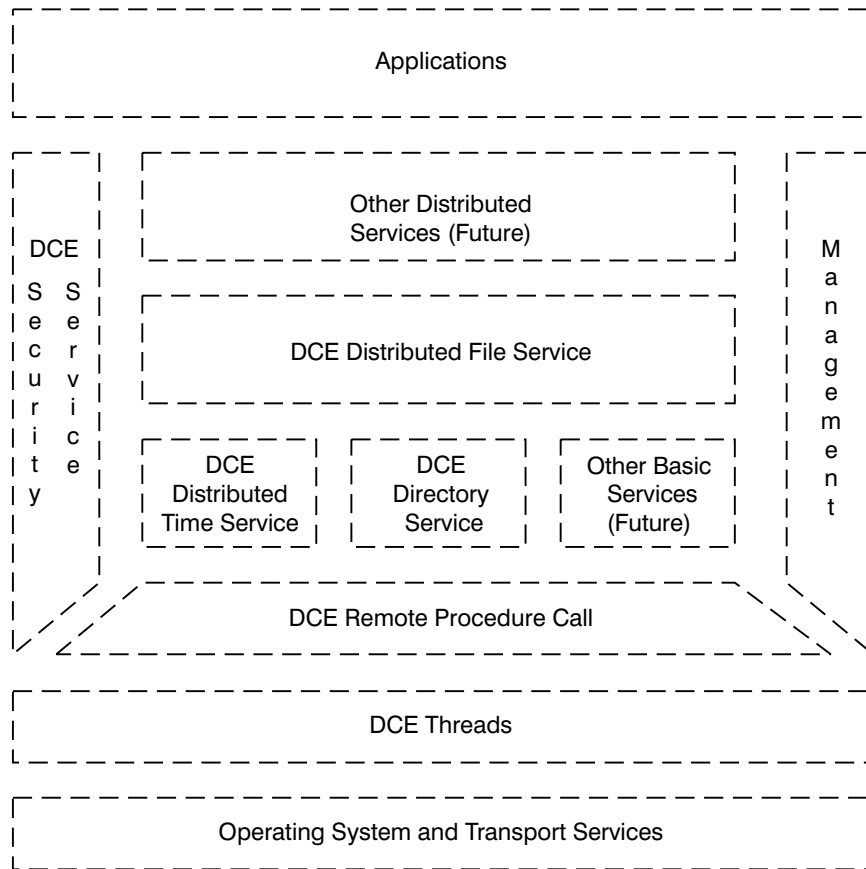 Applications
Other Distributed
Services (Future)
DCE
Security
Service
Management
DCE Distributed File Service
DCE
Distributed
Time Service
DCE
Directory
Service
Other Basic
Services
(Future)
DCE Remote Procedure Call
DCE Threads
Operating System and Transport Services